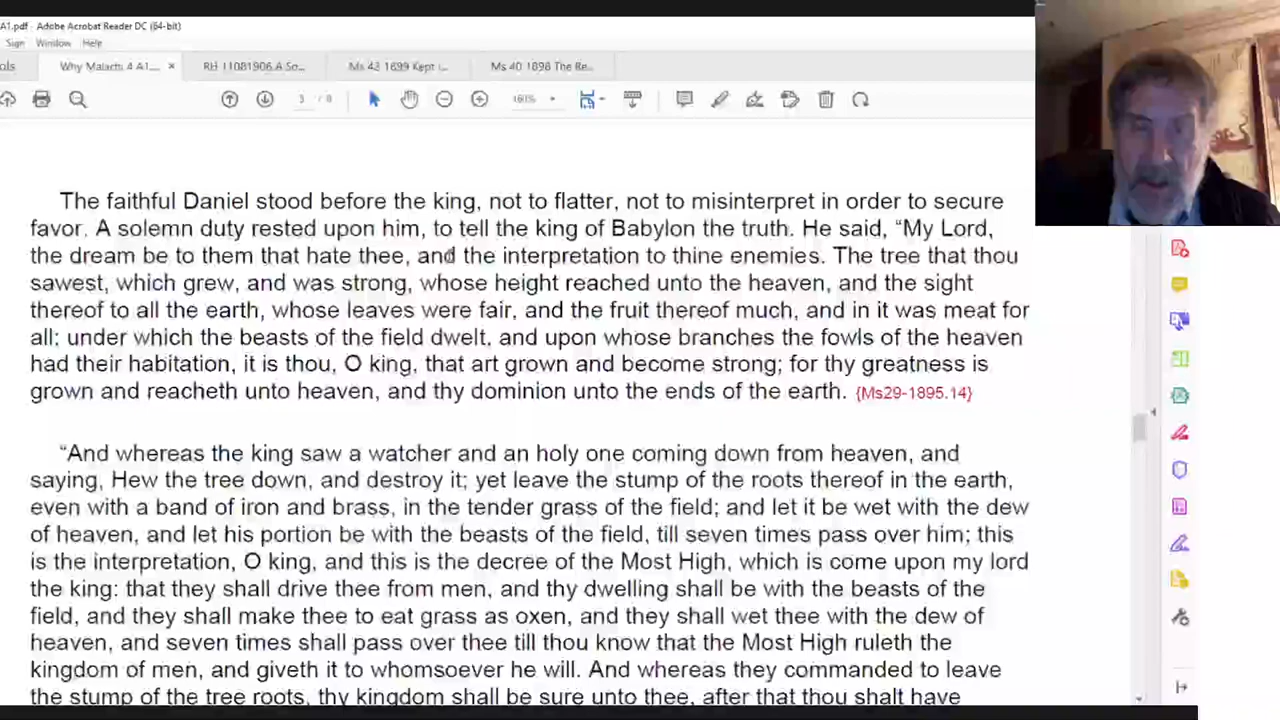 A1.pdf - Adobe Acrobat Reader DC (64-bit)
Sign Window Help
ols Why Malachi 4 A1... × RH 11081906 A So... Ms 43 1899 Kept ... Ms 40 1898 The Re...
3 / 8 160%
The faithful Daniel stood before the king, not to flatter, not to misinterpret in order to secure
favor. A solemn duty rested upon him, to tell the king of Babylon the truth. He said, “My Lord,
the dream be to them that hate thee, and the interpretation to thine enemies. The tree that thou
sawest, which grew, and was strong, whose height reached unto the heaven, and the sight
thereof to all the earth, whose leaves were fair, and the fruit thereof much, and in it was meat for
all; under which the beasts of the field dwelt, and upon whose branches the fowls of the heaven
had their habitation, it is thou, O king, that art grown and become strong; for thy greatness is
grown and reacheth unto heaven, and thy dominion unto the ends of the earth. {Ms29-1895.14}
“And whereas the king saw a watcher and an holy one coming down from heaven, and
saying, Hew the tree down, and destroy it; yet leave the stump of the roots thereof in the earth,
even with a band of iron and brass, in the tender grass of the field; and let it be wet with the dew
of heaven, and let his portion be with the beasts of the field, till seven times pass over him; this
is the interpretation, O king, and this is the decree of the Most High, which is come upon my lord
the king: that they shall drive thee from men, and thy dwelling shall be with the beasts of the
field, and they shall make thee to eat grass as oxen, and they shall wet thee with the dew of
heaven, and seven times shall pass over thee till thou know that the Most High ruleth the
kingdom of men, and giveth it to whomsoever he will. And whereas they commanded to leave
the stump of the tree roots, thy kingdom shall be sure unto thee, after that thou shalt have